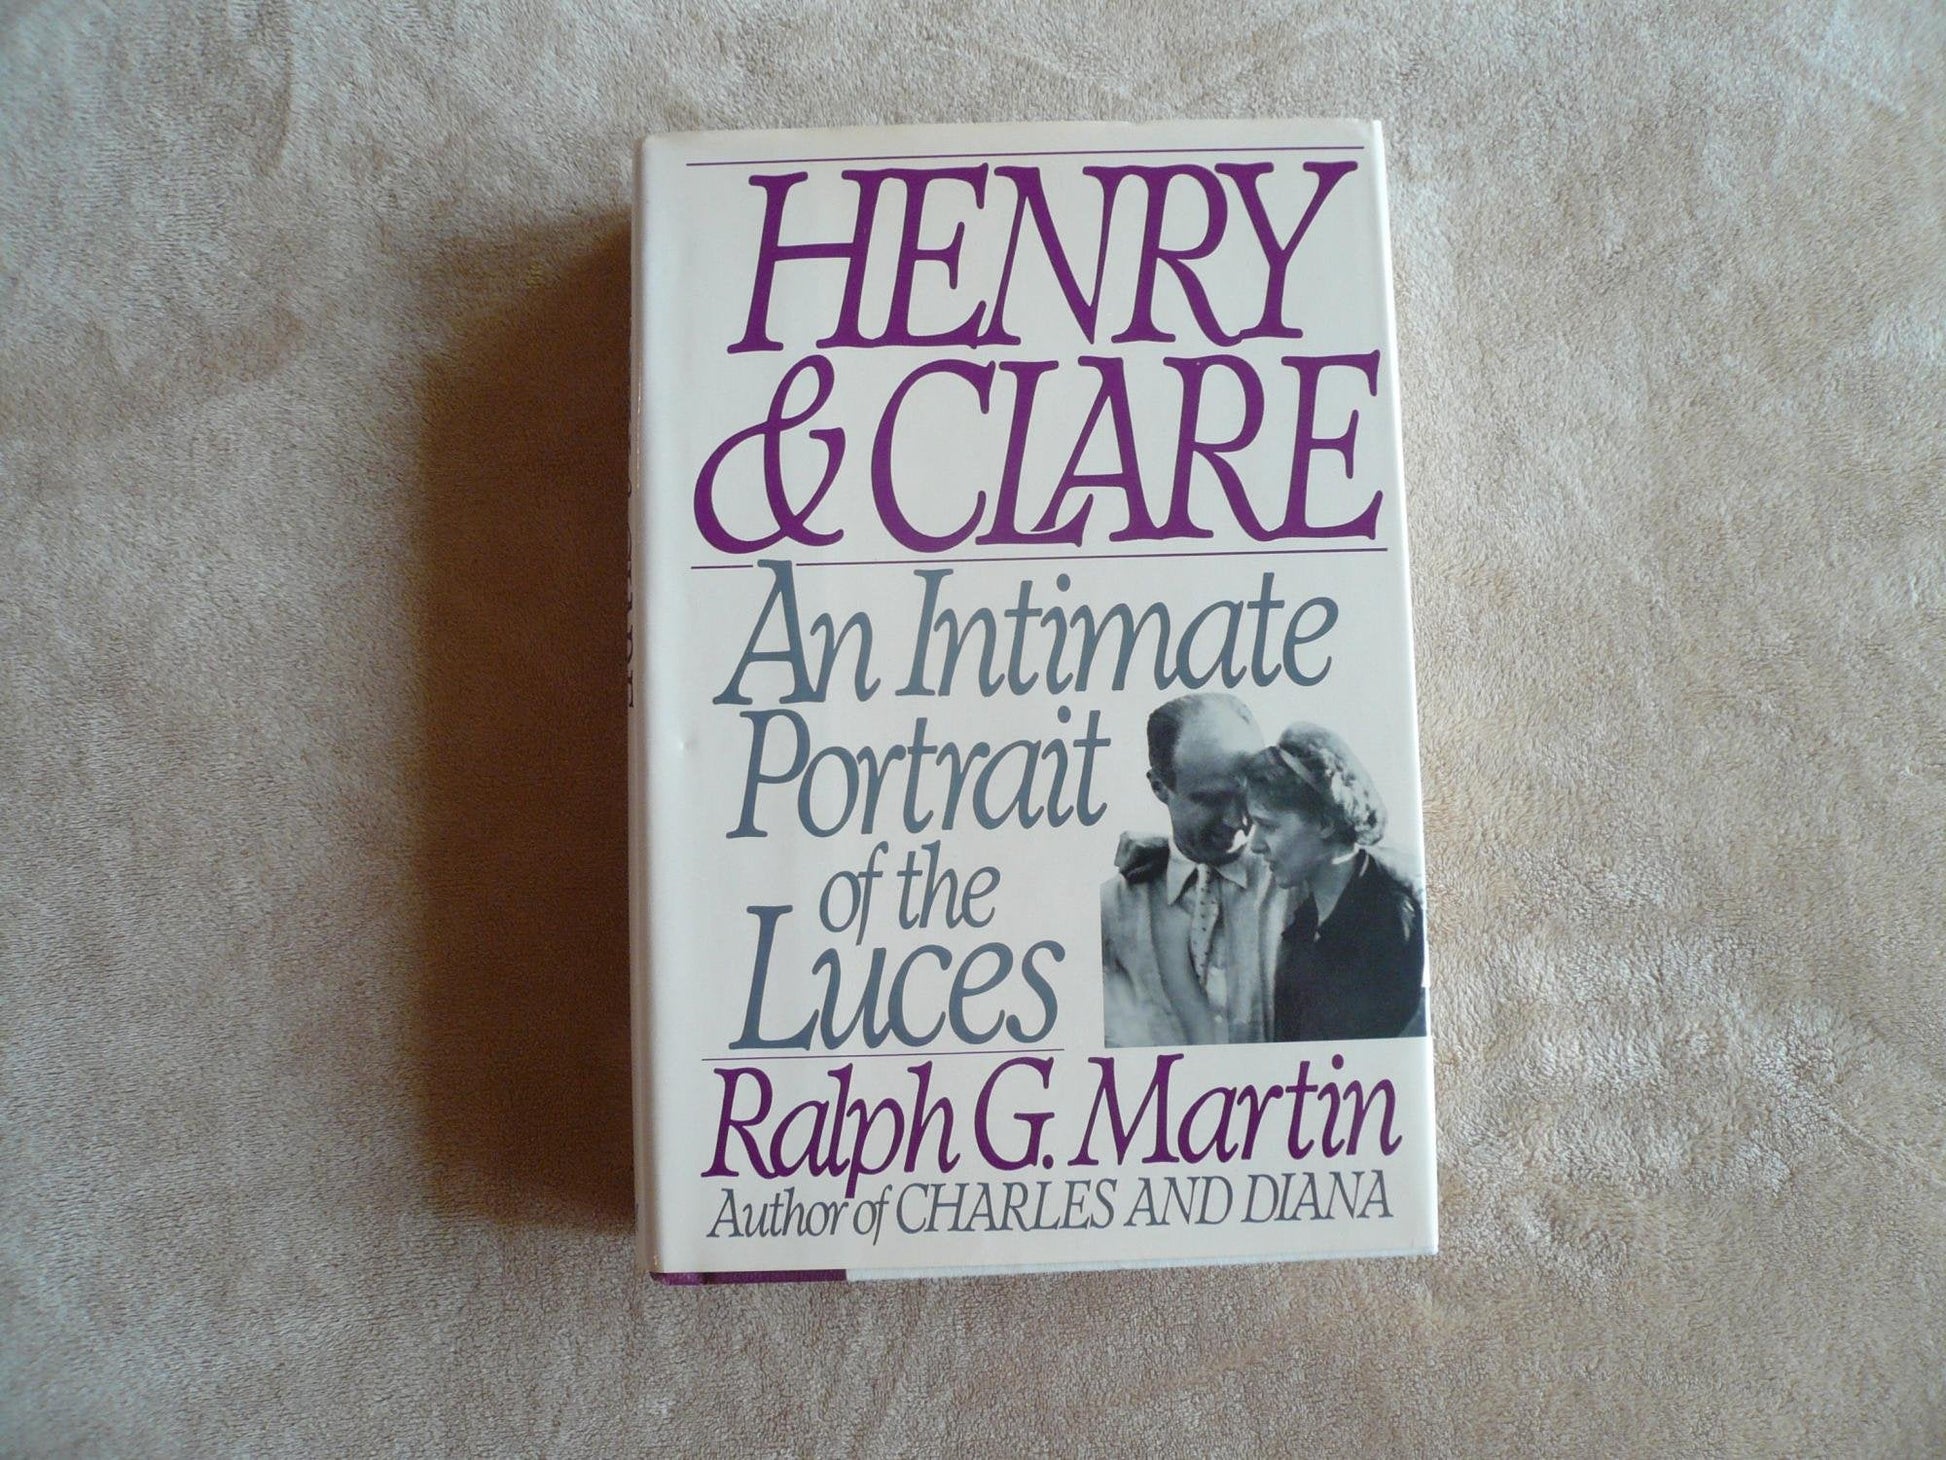 HENRY
& CLARE
An Intimate
Portrait
of the
LUCES
Ralph G. Martin
Author of CHARLES AND DIANA